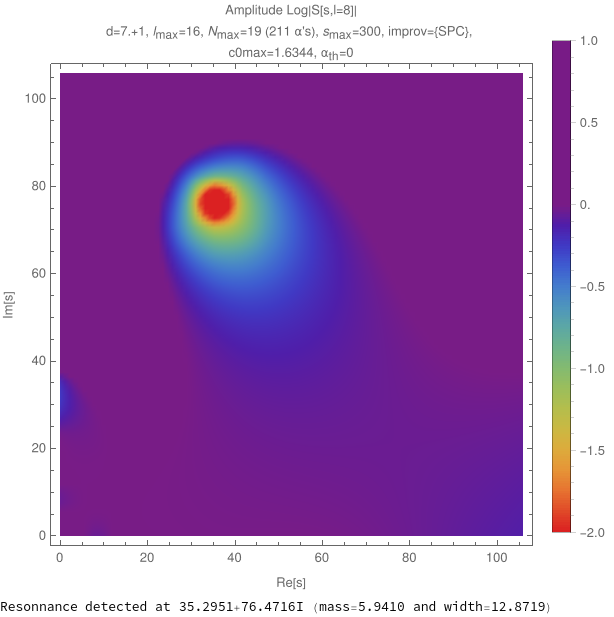 Amplitude Log|S[s,l=8]|
d=7.+1, lmax=16, Nmax=19 (211 α's), smax=300, improv={SPC},
c0max=1.6344, αth=0
1.0
0.5
0.
−0.5
−1.0
−1.5
−2.0
100
80
60
40
20
0
Im[s]
0 20 40 60 80 100
Re[s]
Resonnance detected at 35.2951+76.4716I (mass=5.9410 and width=12.8719)